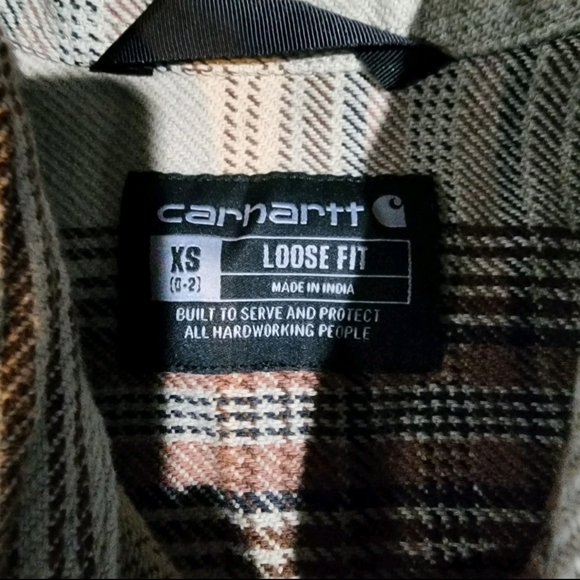 carhartt
XS
(0-2)
LOOSE FIT
MADE IN INDIA
BUILT TO SERVE AND PROTECT
ALL HARDWORKING PEOPLE